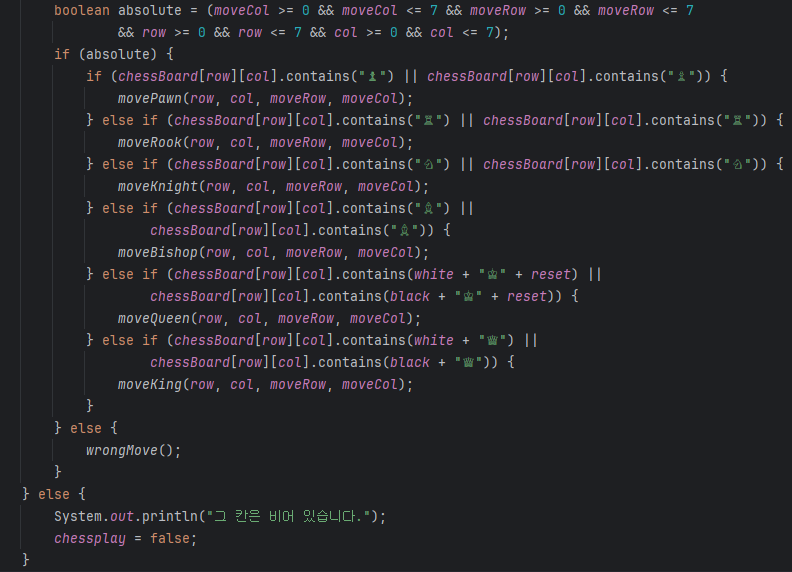 boolean absolute = (moveCol >= 0 && moveCol <= 7 && moveRow >= 0 && moveRow <= 7
&& row >= 0 && row <= 7 && col >= 0 && col <= 7);
if (absolute) {
if (chessBoard[row][col].contains("♟") || chessBoard[row][col].contains("♙")) {
movePawn(row, col, moveRow, moveCol);
} else if (chessBoard[row][col].contains("♖") || chessBoard[row][col].contains("♖")) {
moveRook(row, col, moveRow, moveCol);
} else if (chessBoard[row][col].contains("♘") || chessBoard[row][col].contains("♘")) {
moveKnight(row, col, moveRow, moveCol);
} else if (chessBoard[row][col].contains("♗") ||
chessBoard[row][col].contains("♗")) {
moveBishop(row, col, moveRow, moveCol);
} else if (chessBoard[row][col].contains(white + "♔" + reset) ||
chessBoard[row][col].contains(black + "♔" + reset)) {
moveQueen(row, col, moveRow, moveCol);
} else if (chessBoard[row][col].contains(white + "♕") ||
chessBoard[row][col].contains(black + "♕")) {
moveKing(row, col, moveRow, moveCol);
}
} else {
wrongMove();
}
} else {
System.out.println("그 칸은 비어 있습니다.");
chessplay = false;
}